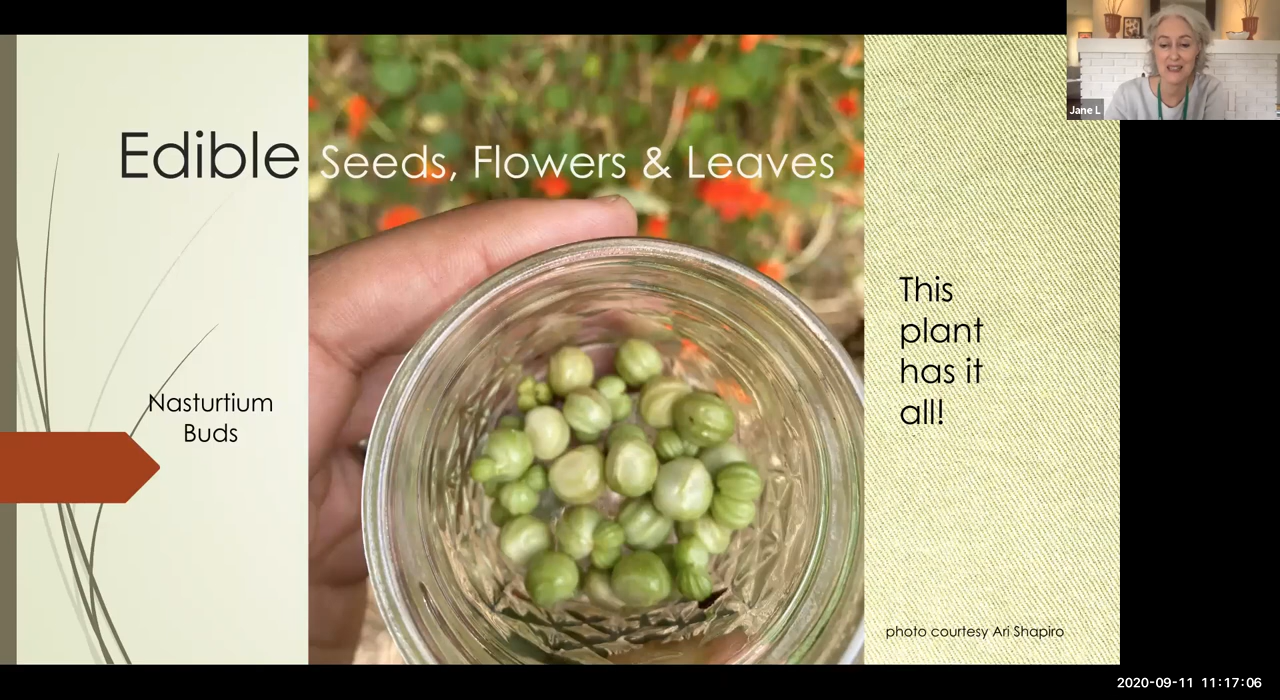 Edible Seeds, Flowers & Leaves
Nasturtium
Buds
This
plant
has it
all!
photo courtesy Ari Shapiro
Jane L
2020-09-11 11:17:06